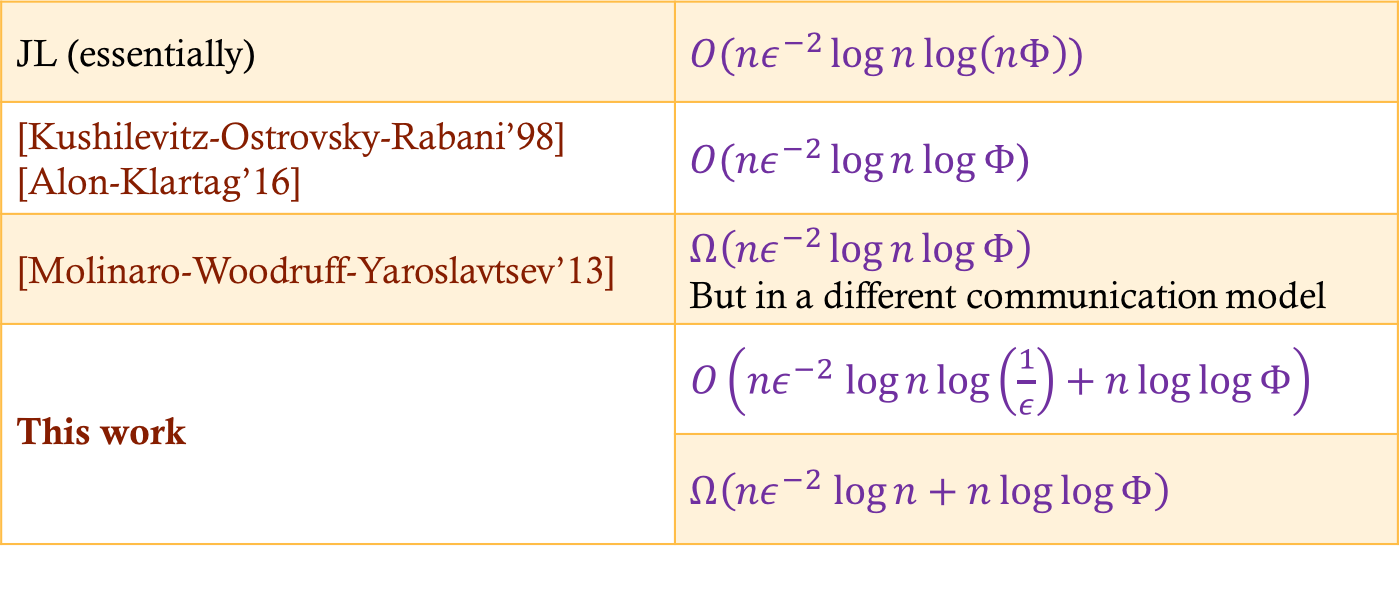 JL (essentially)
O(nϵ⁻² log n log(nΦ))
[Kushilevitz-Ostrovsky-Rabani’98]
[Alon-Klartag’16]
O(nϵ⁻² log n log Φ)
[Molinaro-Woodruff-Yaroslavtsev’13]
Ω(nϵ⁻² log n log Φ)
But in a different communication model
This work
O(nϵ⁻² log n log(1/ϵ) + n log log Φ)
Ω(nϵ⁻² log n + n log log Φ)